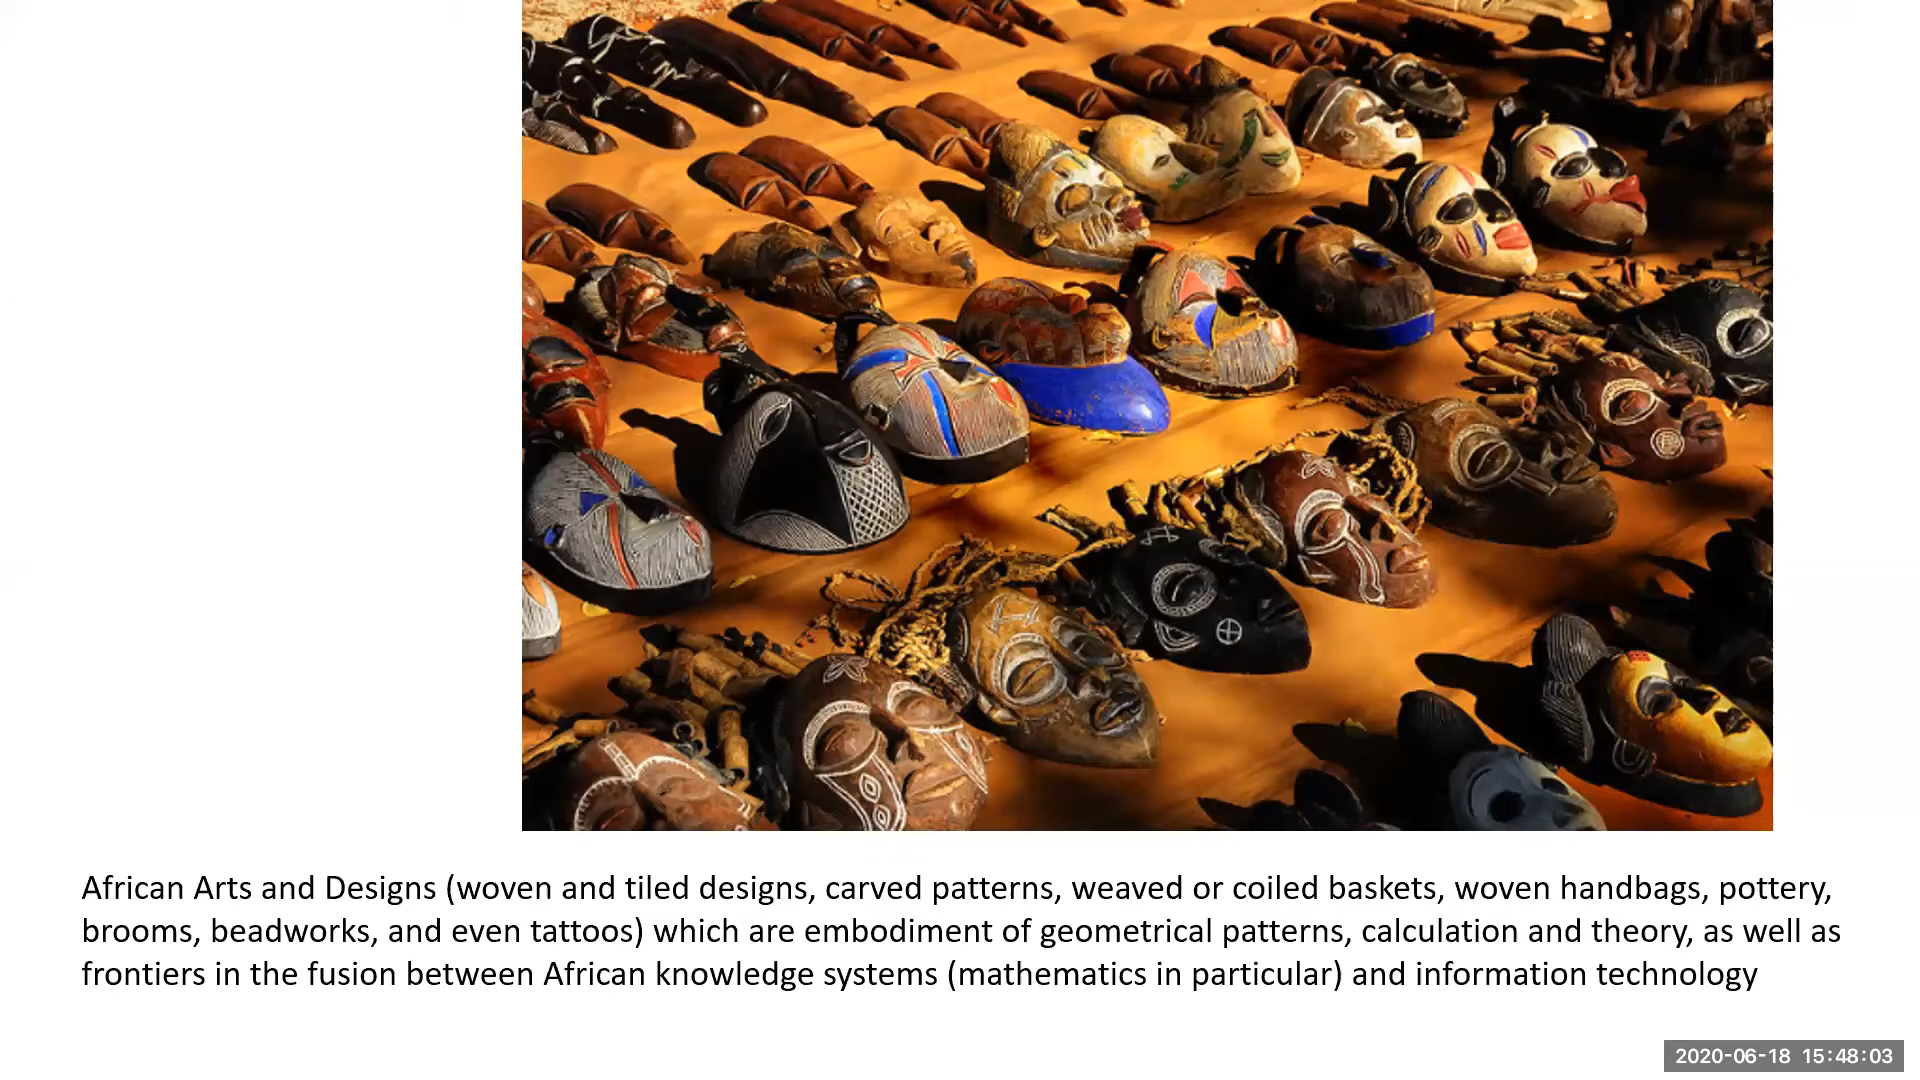 African Arts and Designs (woven and tiled designs, carved patterns, weaved or coiled baskets, woven handbags, pottery,
brooms, beadworks, and even tattoos) which are embodiment of geometrical patterns, calculation and theory, as well as
frontiers in the fusion between African knowledge systems (mathematics in particular) and information technology
2020-06-18 15:48:03